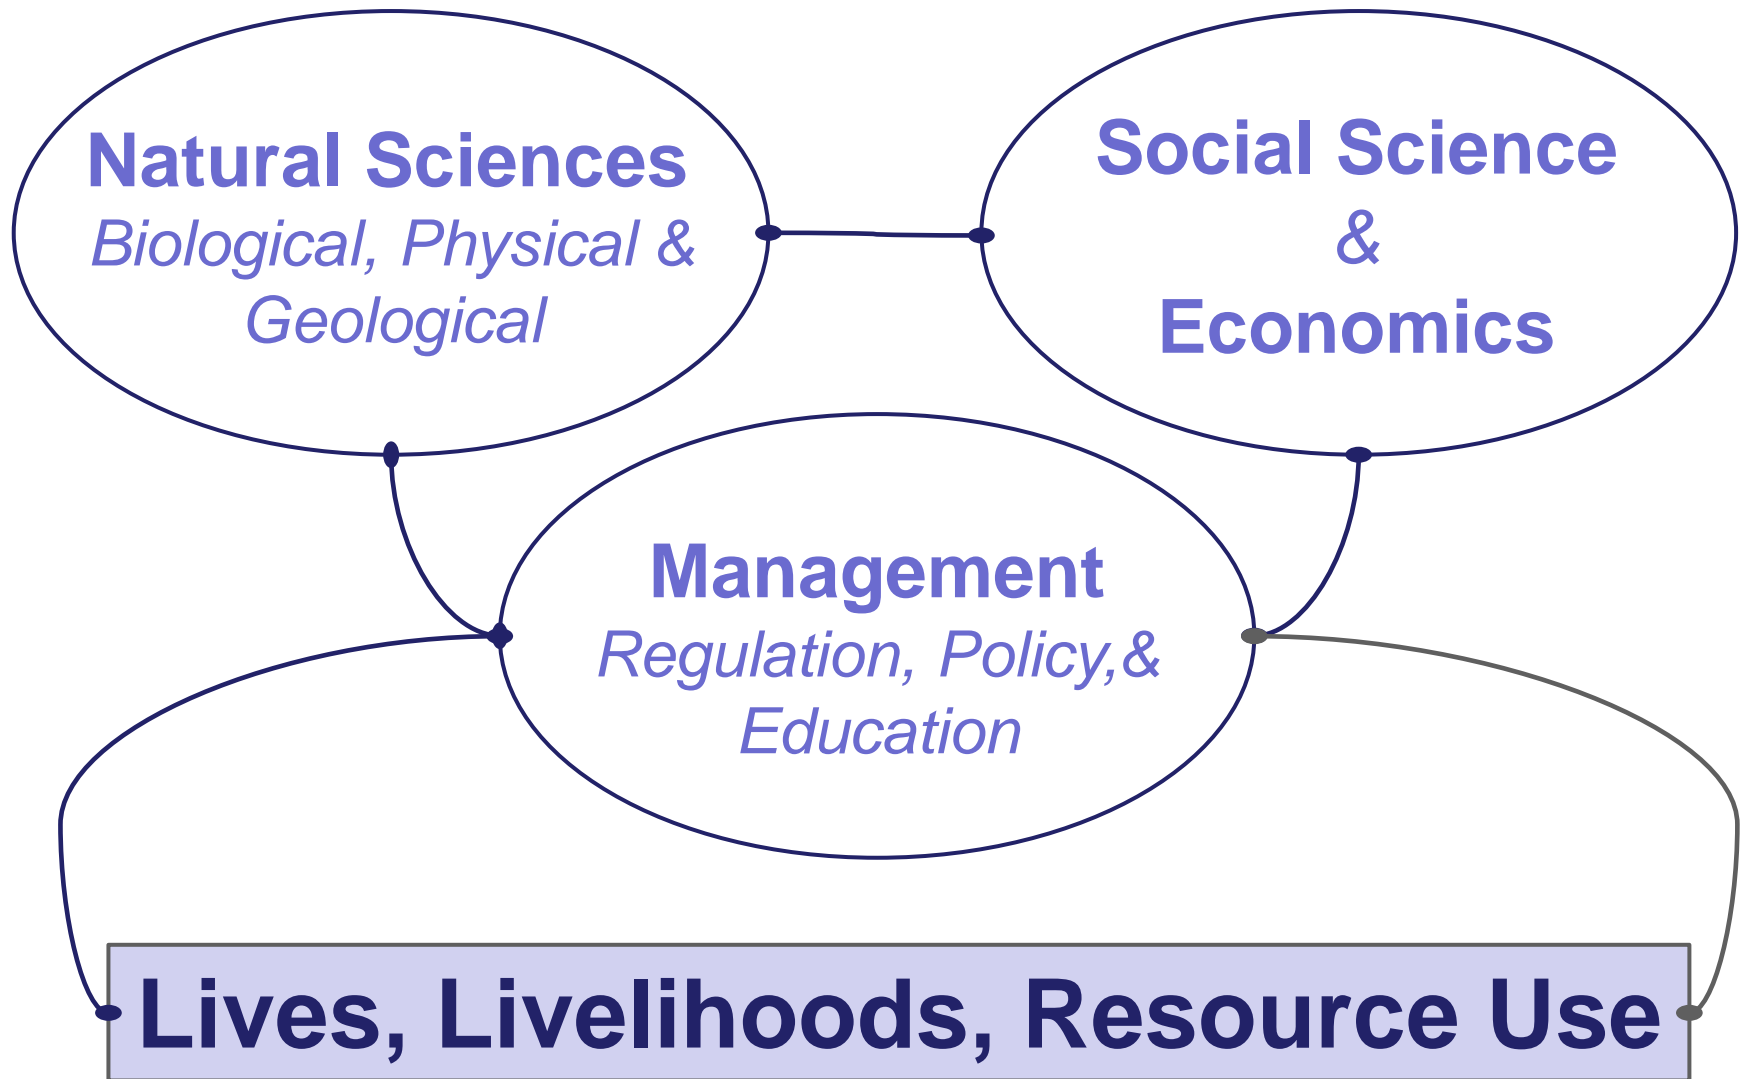 Natural Sciences
Biological, Physical &
Geological
Social Science
&
Economics
Management
Regulation, Policy,&
Education
Lives, Livelihoods, Resource Use